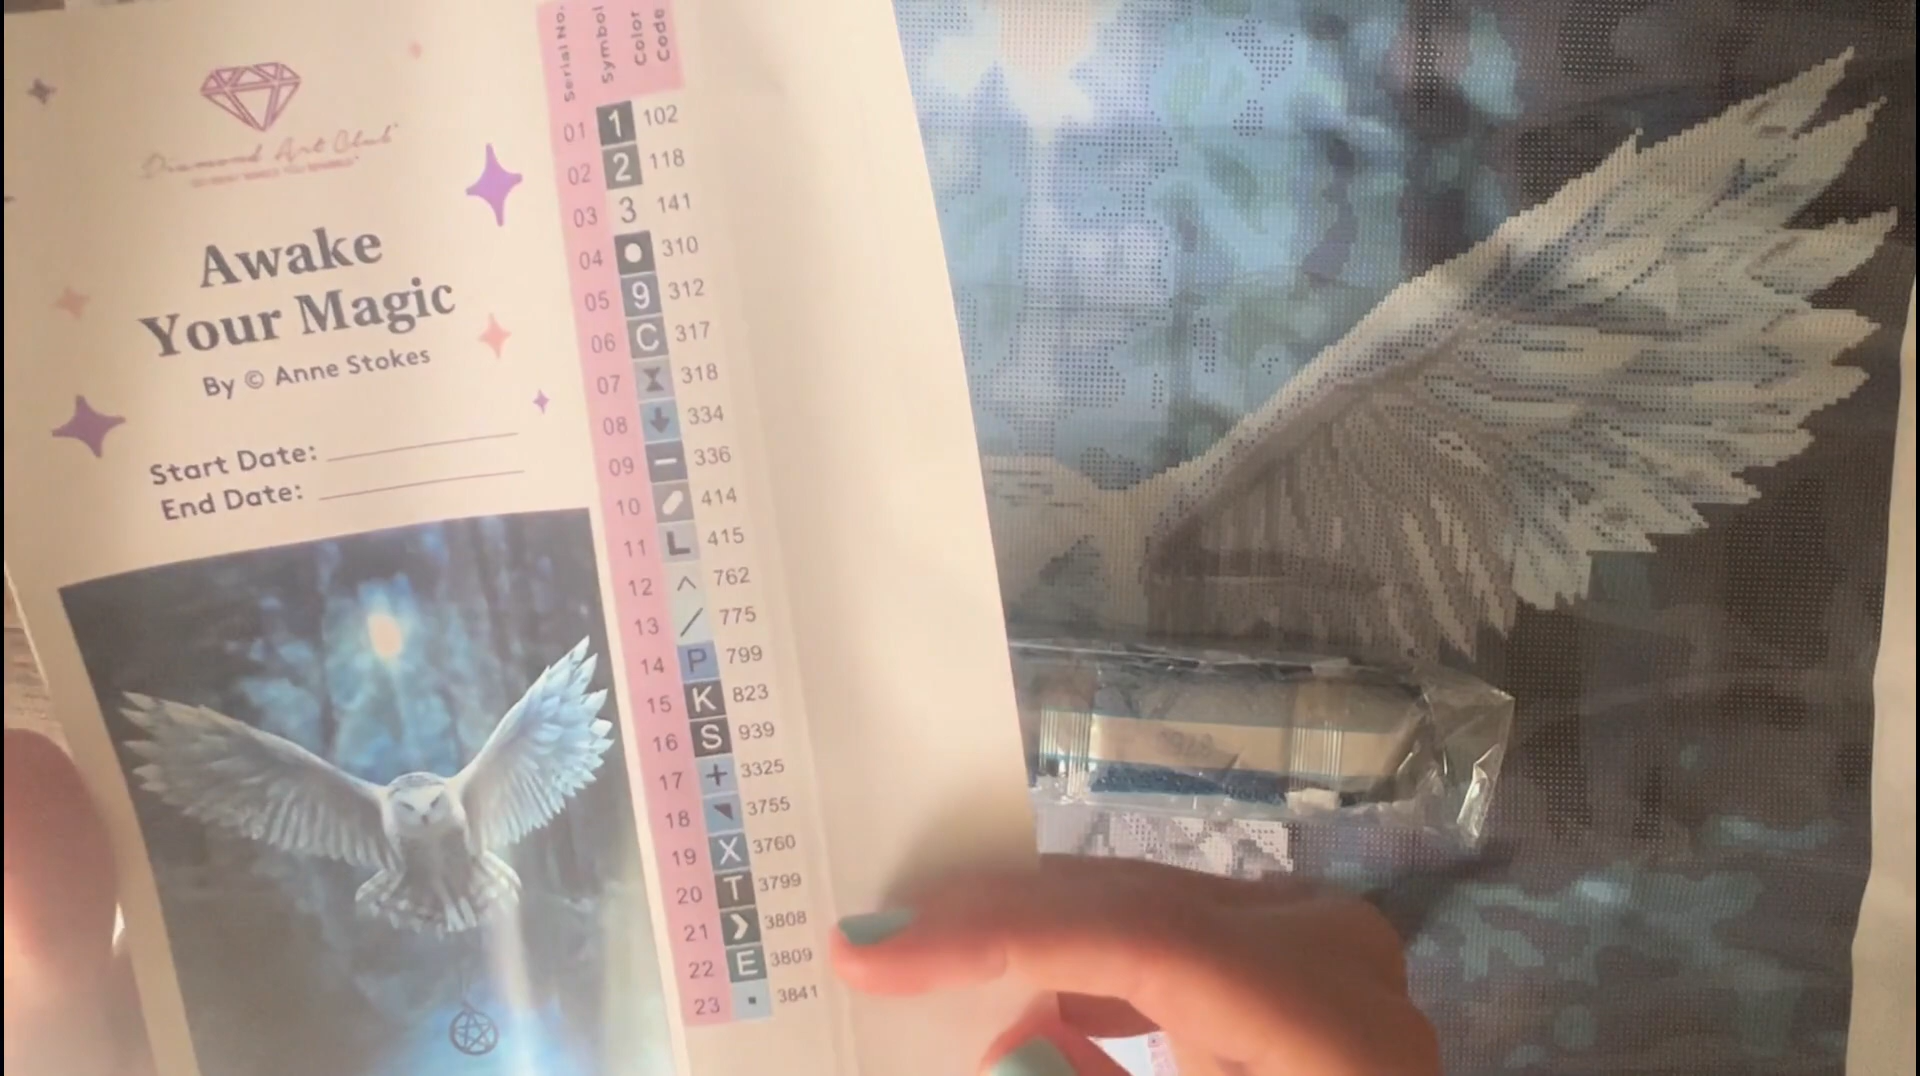 Diamond Art Club
Awake
Your Magic
By © Anne Stokes
Start Date:
End Date:
Serial No. Symbol Color Code
01 1 102
02 2 118
03 3 141
04 310
05 9 312
06 C 317
07 318
08 334
09 — 336
10 414
11 L 415
12 ^ 762
13 / 775
14 P 799
15 K 823
16 S 939
17 + 3325
18 3755
19 X 3760
20 T 3799
21 ❯ 3808
22 E 3809
23 ▪ 3841